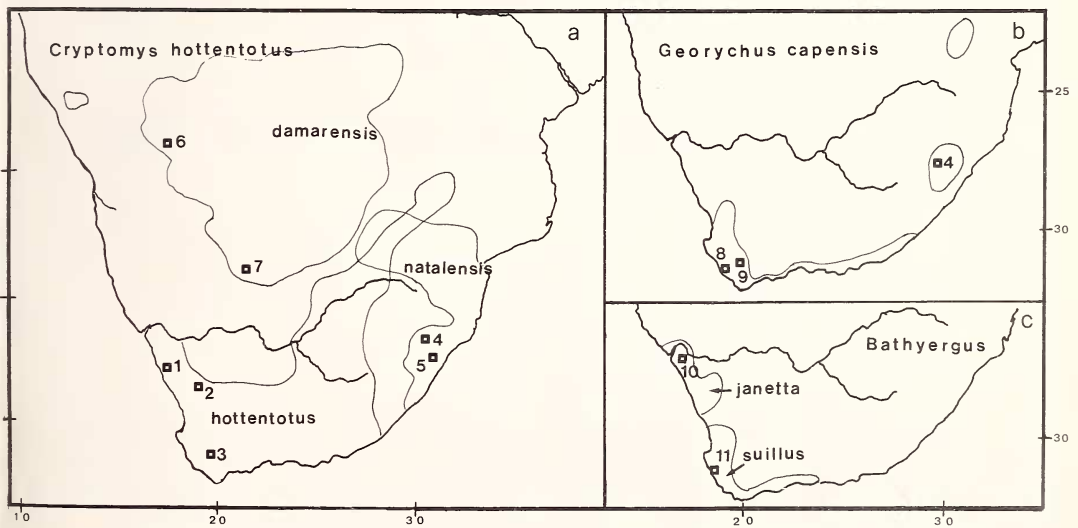 Cryptomys hottentotus
a
damarensis
6
7
natalensis
4
5
1
2
hottentotus
3
10
20
30
Georychus capensis
b
25
4
30
8
9
Bathyergus
c
10
janetta
30
11
suillus
20
30